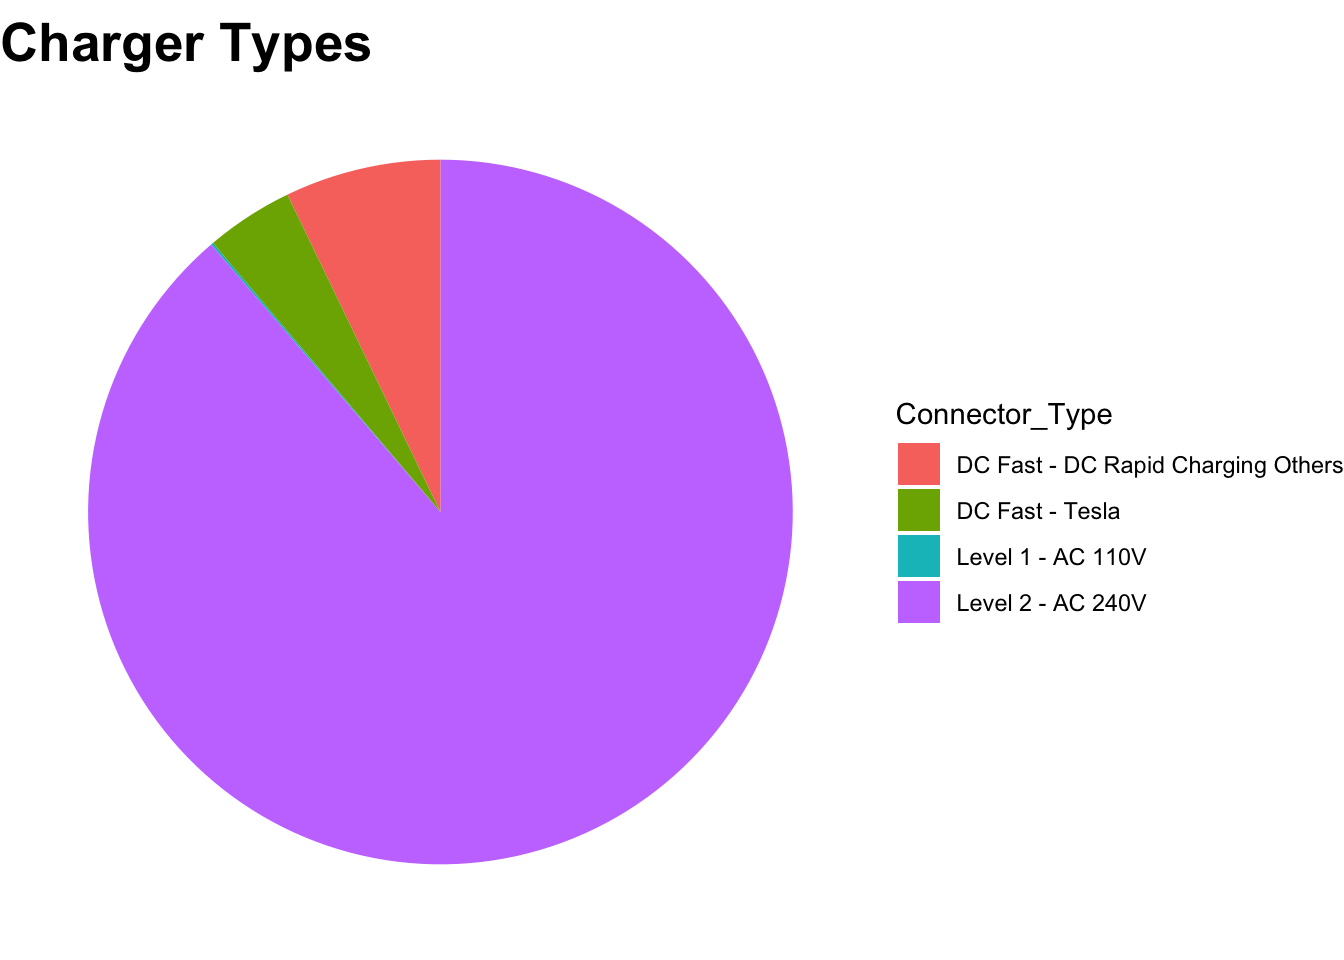 Charger Types
Connector_Type
DC Fast - DC Rapid Charging Others
DC Fast - Tesla
Level 1 - AC 110V
Level 2 - AC 240V